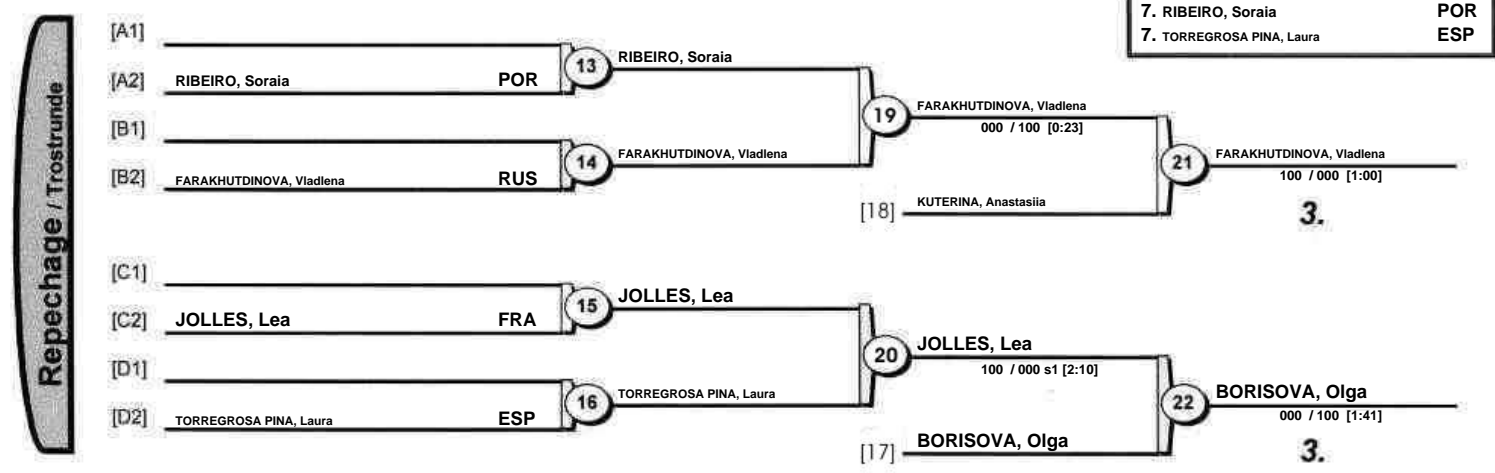 7. RIBEIRO, Soraia POR
7. TORREGROSA PINA, Laura ESP
Repechage / Trostrunde
[A1]
[A2] RIBEIRO, Soraia POR
13 RIBEIRO, Soraia
[B1]
[B2] FARAKHUTDINOVA, Vladlena RUS
14 FARAKHUTDINOVA, Vladlena
19 FARAKHUTDINOVA, Vladlena
000 / 100 [0:23]
[18] KUTERINA, Anastasiia
21 FARAKHUTDINOVA, Vladlena
100 / 000 [1:00]
3.
[C1]
[C2] JOLLES, Lea FRA
15 JOLLES, Lea
[D1]
[D2] TORREGROSA PINA, Laura ESP
16 TORREGROSA PINA, Laura
20 JOLLES, Lea
100 / 000 s1 [2:10]
[17] BORISOVA, Olga
22 BORISOVA, Olga
000 / 100 [1:41]
3.